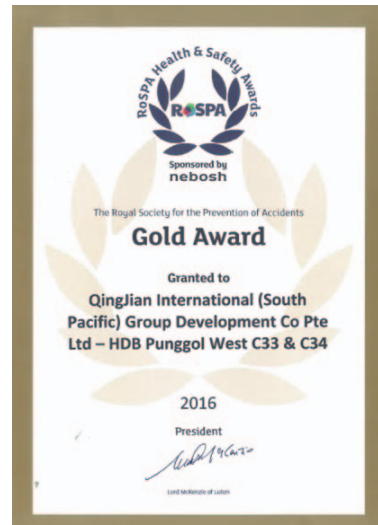 RoSPA Health & Safety Awards
RoSPA
Sponsored by
nebosh
The Royal Society for the Prevention of Accidents
Gold Award
Granted to
QingJian International (South
Pacific) Group Development Co Pte
Ltd – HDB Punggol West C33 & C34
2016
President
Lord McKenzie of Luton